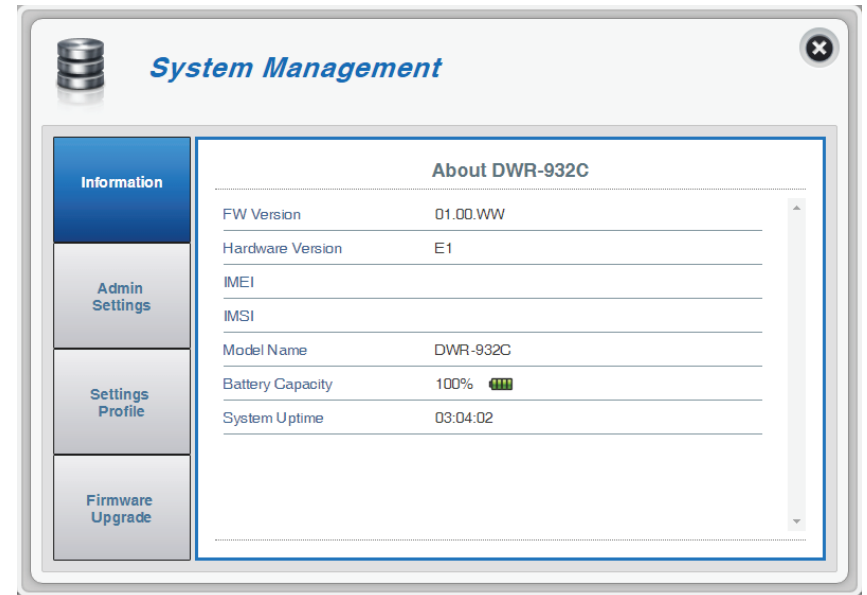 System Management
Information
Admin
Settings
Settings
Profile
Firmware
Upgrade
About DWR-932C
FW Version 01.00.WW
Hardware Version E1
IMEI
IMSI
Model Name DWR-932C
Battery Capacity 100%
System Uptime 03:04:02